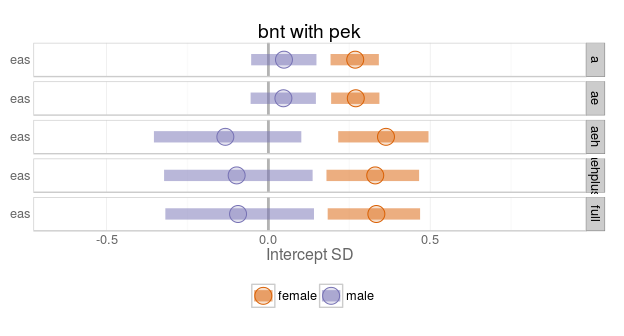 bnt with pek
eas
a
eas
ae
eas
aeh
eas
ehplus
eas
full
-0.5 0.0 0.5
Intercept SD
female male